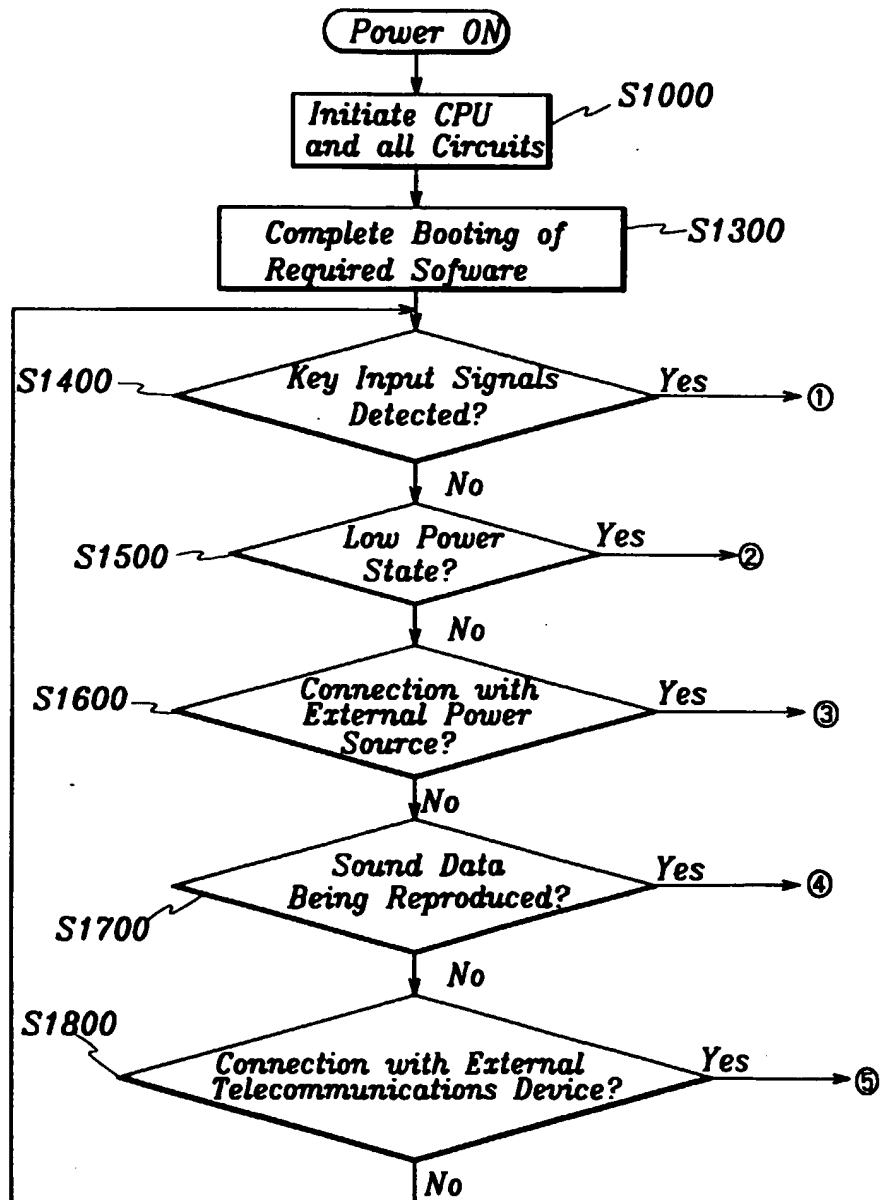 Power ON
S1000
Initiate CPU
and all Circuits
S1300
Complete Booting of
Required Sofware
S1400
Key Input Signals
Detected?
Yes
①
No
S1500
Low Power
State?
Yes
②
No
S1600
Connection with
External Power
Source?
Yes
③
No
S1700
Sound Data
Being Reproduced?
Yes
④
No
S1800
Connection with External
Telecommunications Device?
Yes
⑤
No